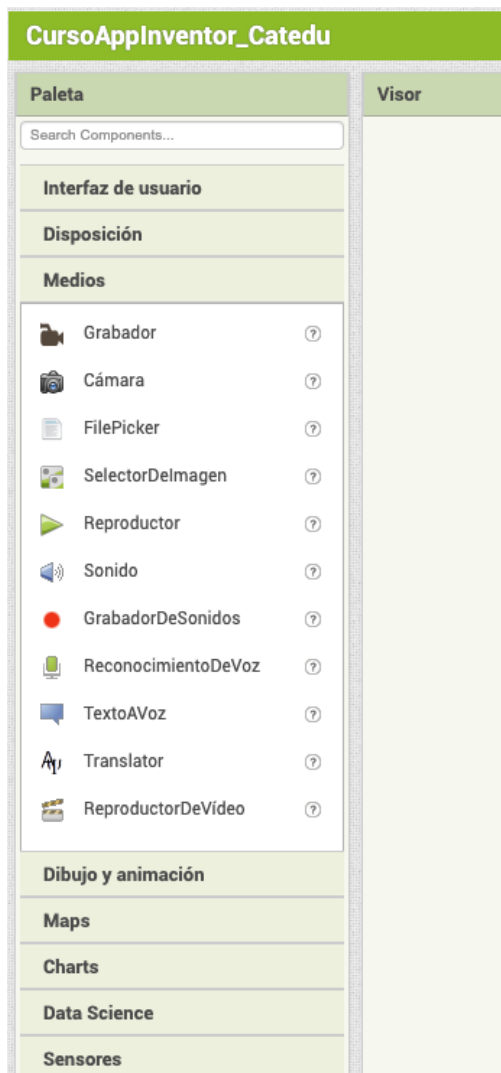 CursoAppInventor_Catedu
Paleta
Visor
Search Components...
Interfaz de usuario
Disposición
Medios
Grabador
?
Cámara
?
FilePicker
?
SelectorDeImagen
?
Reproductor
?
Sonido
?
GrabadorDeSonidos
?
ReconocimientoDeVoz
?
TextoAVoz
?
Translator
?
ReproductorDeVídeo
?
Dibujo y animación
Maps
Charts
Data Science
Sensores